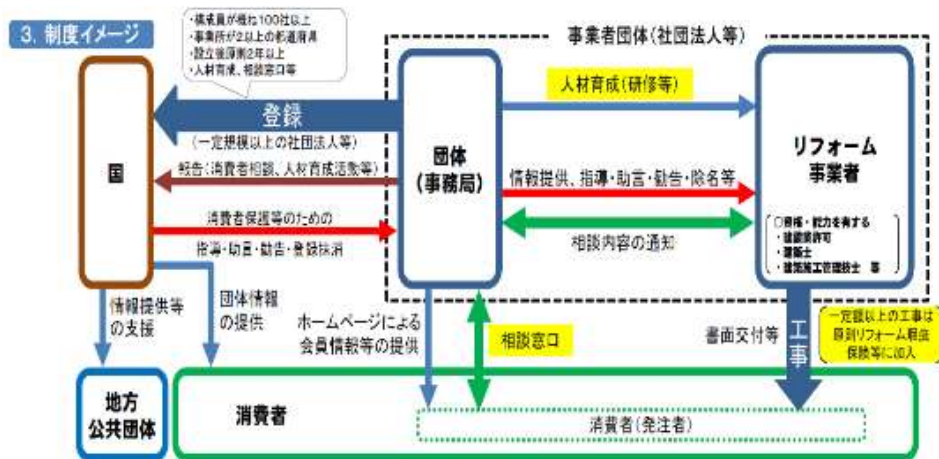 3. 制度イメージ
・構成員が概ね100社以上
・事業所が2以上の都道府県
・設立後原則2年以上
・人材育成、相談窓口等
事業者団体(社団法人等)
国
登録
(一定規模以上の社団法人等)
報告(消費者相談、人材育成活動等)
消費者保護等のための
指導・助言・勧告・登録抹消
団体
(事務局)
人材育成(研修等)
情報提供、指導・助言・勧告・除名等
相談内容の通知
リフォーム
事業者
○資格・能力を有する
・建設業許可
・建築士
・建築施工管理技士 等
情報提供等
の支援
団体情報
の提供
ホームページによる
会員情報等の提供
相談窓口
書面交付等
工事
一定額以上の工事は
原則リフォーム瑕疵
保険等に加入
地方
公共団体
消費者
消費者(発注者)